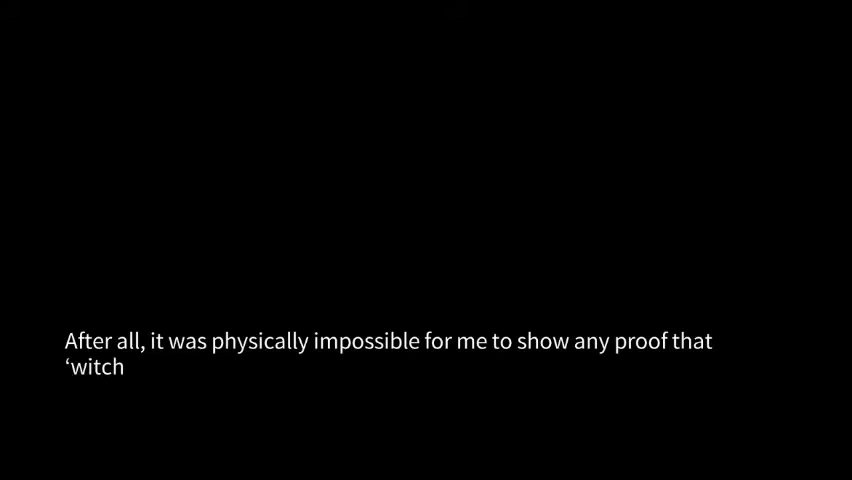 After all, it was physically impossible for me to show any proof that
‘witch